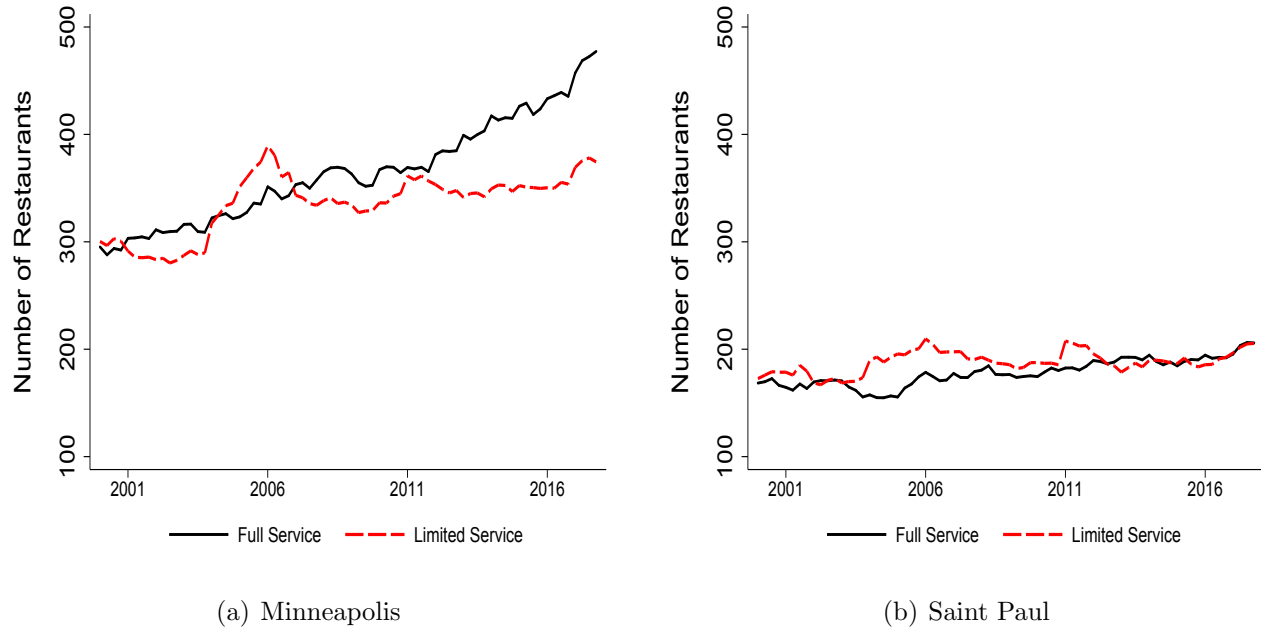 Number of Restaurants
500
400
300
200
100
2001 2006 2011 2016
Full Service Limited Service
(a) Minneapolis
Number of Restaurants
500
400
300
200
100
2001 2006 2011 2016
Full Service Limited Service
(b) Saint Paul